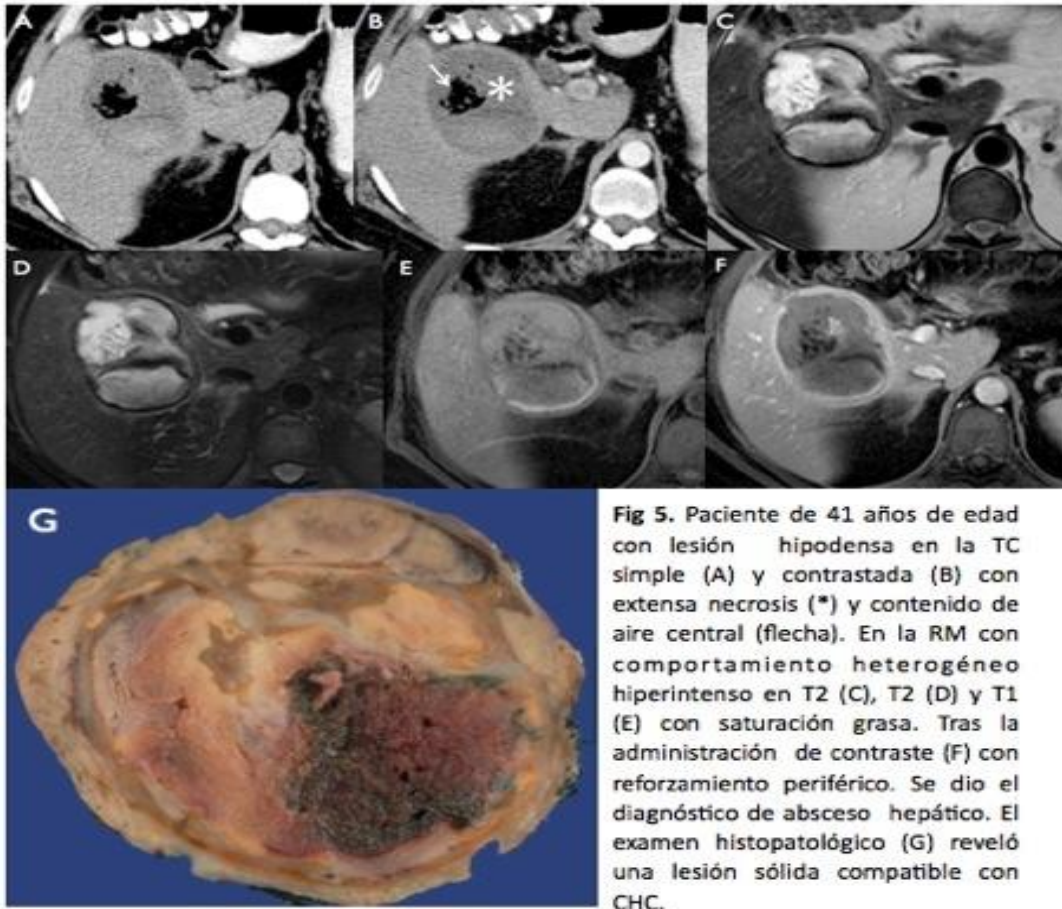 A
B
C
*
D
E
F
G
Fig 5. Paciente de 41 años de edad
con lesión hipodensa en la TC
simple (A) y contrastada (B) con
extensa necrosis (*) y contenido de
aire central (flecha). En la RM con
comportamiento heterogéneo
hiperintenso en T2 (C), T2 (D) y T1
(E) con saturación grasa. Tras la
administración de contraste (F) con
reforzamiento periférico. Se dio el
diagnóstico de absceso hepático. El
examen histopatológico (G) reveló
una lesión sólida compatible con
CHC.